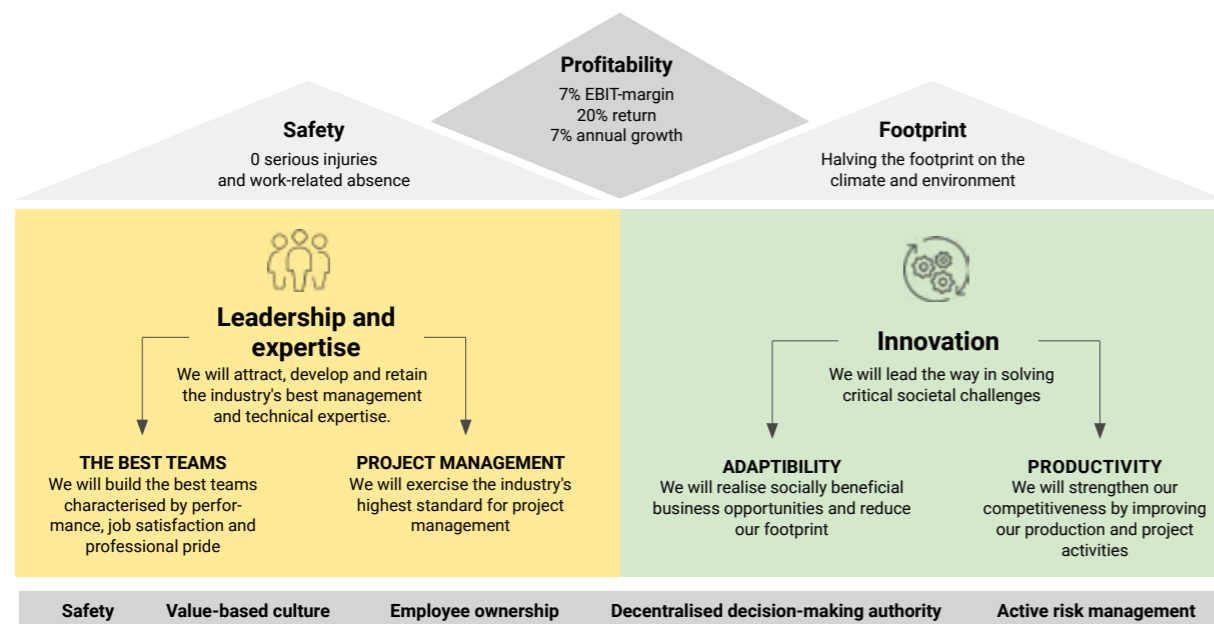 Profitability
7% EBIT-margin
20% return
7% annual growth
Safety
0 serious injuries
and work-related absence
Footprint
Halving the footprint on the
climate and environment
Leadership and
expertise
We will attract, develop and retain
the industry's best management
and technical expertise.
THE BEST TEAMS
We will build the best teams
characterised by perfor-
mance, job satisfaction and
professional pride
PROJECT MANAGEMENT
We will exercise the industry's
highest standard for project
management
Innovation
We will lead the way in solving
critical societal challenges
ADAPTIBILITY
We will realise socially beneficial
business opportunities and reduce
our footprint
PRODUCTIVITY
We will strengthen our
competitiveness by improving
our production and project
activities
Safety Value-based culture Employee ownership Decentralised decision-making authority Active risk management